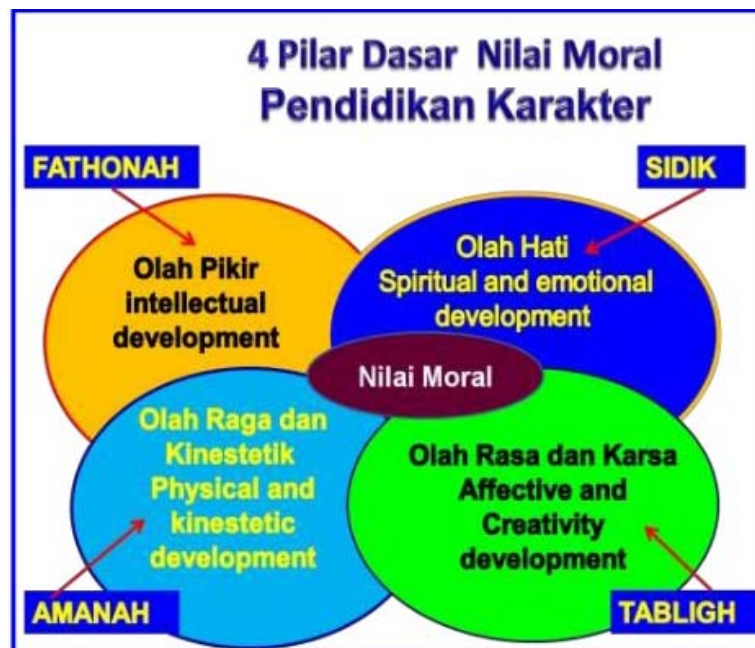 4 Pilar Dasar Nilai Moral
Pendidikan Karakter
FATHONAH
SIDIK
Olah Pikir
intellectual
development
Olah Hati
Spiritual and emotional
development
Nilai Moral
Olah Raga dan
Kinestetik
Physical and
kinestetic
development
Olah Rasa dan Karsa
Affective and
Creativity
development
AMANAH
TABLIGH